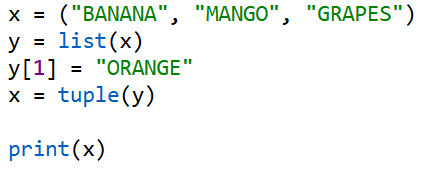 x = ("BANANA", "MANGO", "GRAPES")
y = list(x)
y[1] = "ORANGE"
x = tuple(y)
print(x)